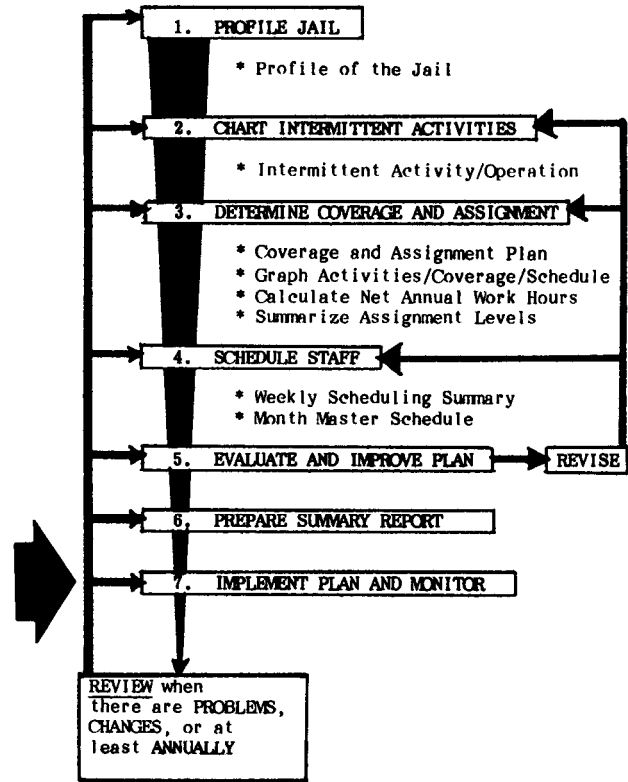 1. PROFILE JAIL
* Profile of the Jail
2. CHART INTERMITTENT ACTIVITIES
* Intermittent Activity/Operation
3. DETERMINE COVERAGE AND ASSIGNMENT
* Coverage and Assignment Plan
* Graph Activities/Coverage/Schedule
* Calculate Net Annual Work Hours
* Summarize Assignment Levels
4. SCHEDULE STAFF
* Weekly Scheduling Summary
* Month Master Schedule
5. EVALUATE AND IMPROVE PLAN
REVISE
6. PREPARE SUMMARY REPORT
7. IMPLEMENT PLAN AND MONITOR
REVIEW when
there are PROBLEMS,
CHANGES, or at
least ANNUALLY